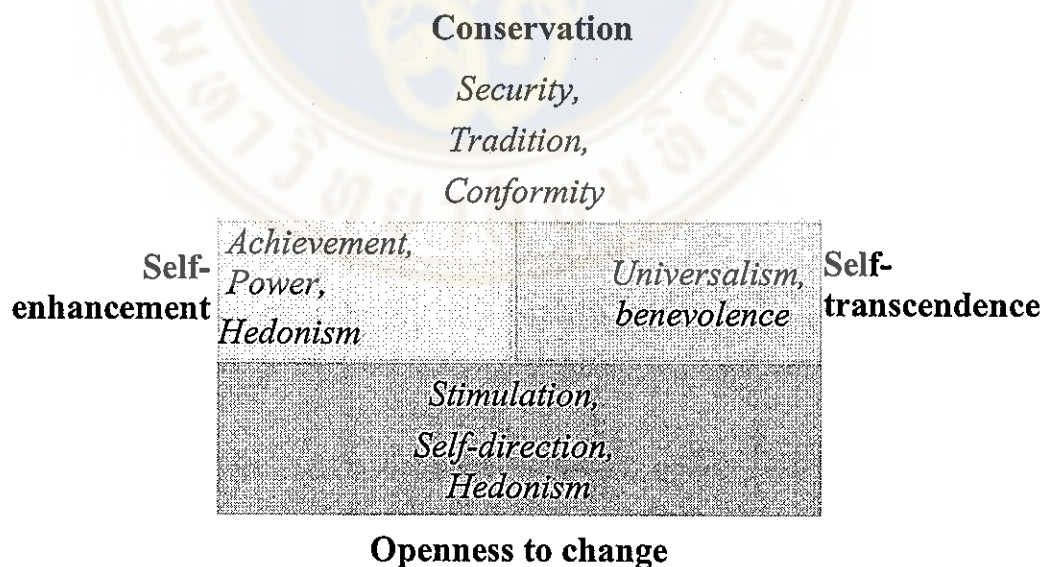 Conservation
Security,
Tradition,
Conformity
Self-
enhancement
Achievement,
Power,
Hedonism
Universalism,
benevolence
Self-
transcendence
Stimulation,
Self-direction,
Hedonism
Openness to change